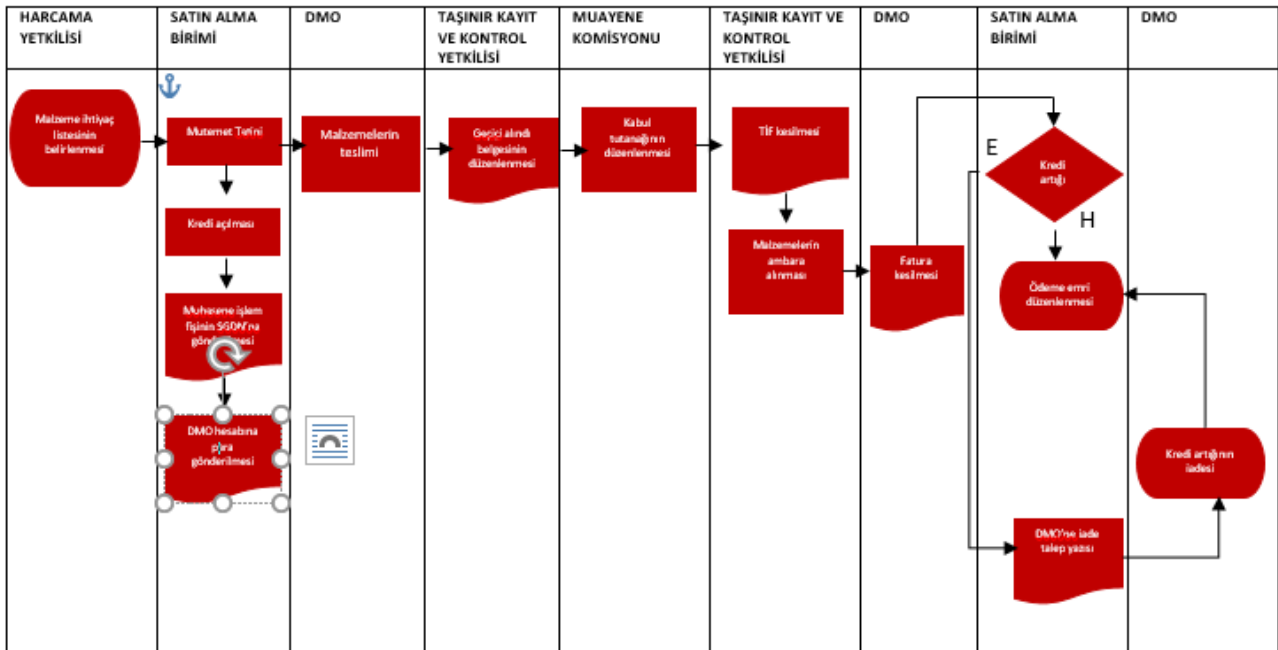 HARCAMA
YETKİLİSİ
SATIN ALMA
BİRİMİ
DMO
TAŞINIR KAYIT
VE KONTROL
YETKİLİSİ
MUAYENE
KOMİSYONU
TAŞINIR KAYIT VE
KONTROL
YETKİLİSİ
DMO
SATIN ALMA
BİRİMİ
DMO
Malzeme ihtiyaç
listesinin
belirlenmesi
Mutemet Tetini
Malzemelerin
teslimi
Geçici alındı
belgesinin
düzenlenmesi
Kabul
tutanağının
düzenlenmesi
TİF kesilmesi
E
Kredi
artığı
H
Kredi açılması
Malzemelerin
ambara
alınması
Fatura
kesilmesi
Ödeme emri
düzenlenmesi
işlem
fişinin
DMO hesabına
para
gönderilmesi
Kredi artığının
iadesi
DMO'ne iade
talep yazısı